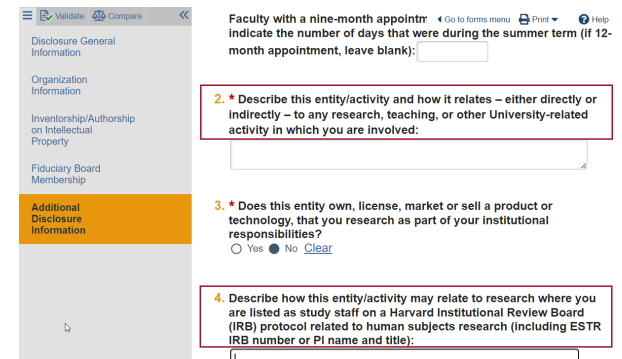 Validate Compare
Disclosure General
Information
Organization
Information
Inventorship/Authorship
on Intellectual
Property
Fiduciary Board
Membership
Additional
Disclosure
Information
Faculty with a nine-month appointm Go to forms menu Print Help
indicate the number of days that were during the summer term (if 12-
month appointment, leave blank):
2. * Describe this entity/activity and how it relates – either directly or
indirectly – to any research, teaching, or other University-related
activity in which you are involved:
3. * Does this entity own, license, market or sell a product or
technology, that you research as part of your institutional
responsibilities?
Yes No Clear
4. Describe how this entity/activity may relate to research where you
are listed as study staff on a Harvard Institutional Review Board
(IRB) protocol related to human subjects research (including ESTR
IRB number or PI name and title):